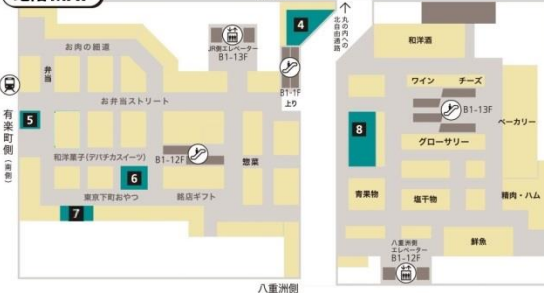 4
丸の内への
北自由通路
お肉の細道
JR側エレベーター
B1-13F
B1-1F
上り
和洋酒
弁当
ワイン
チーズ
お弁当ストリート
B1-13F
5
有楽町側(南側)
8
ベーカリー
グローサリー
和洋菓子(デパチカスイーツ)
B1-12F
惣菜
6
青果物
塩干物
精肉・ハム
東京下町おやつ
銘店ギフト
7
八重洲側
エレベーター
B1-12F
鮮魚
八重洲側